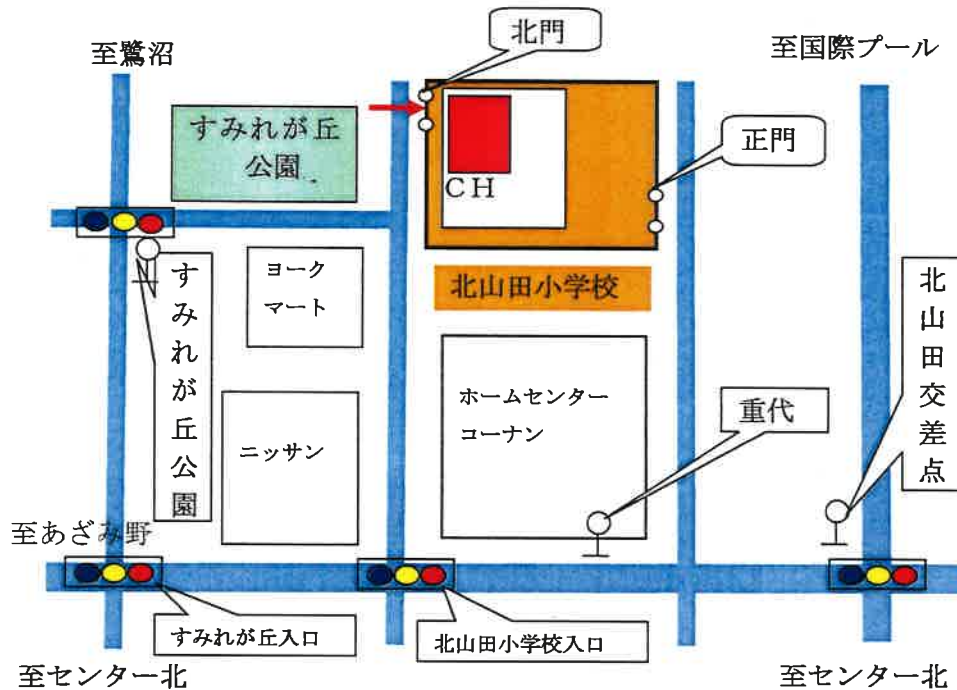 北門
至鷺沼
至国際プール
すみれが丘
公園
正門
CH
ヨーク
マート
すみれが丘公園
北山田小学校
北山田交差点
ホームセンター
コーナン
重代
ニッサン
至あざみ野
すみれが丘入口
北山田小学校入口
至センター北
至センター北